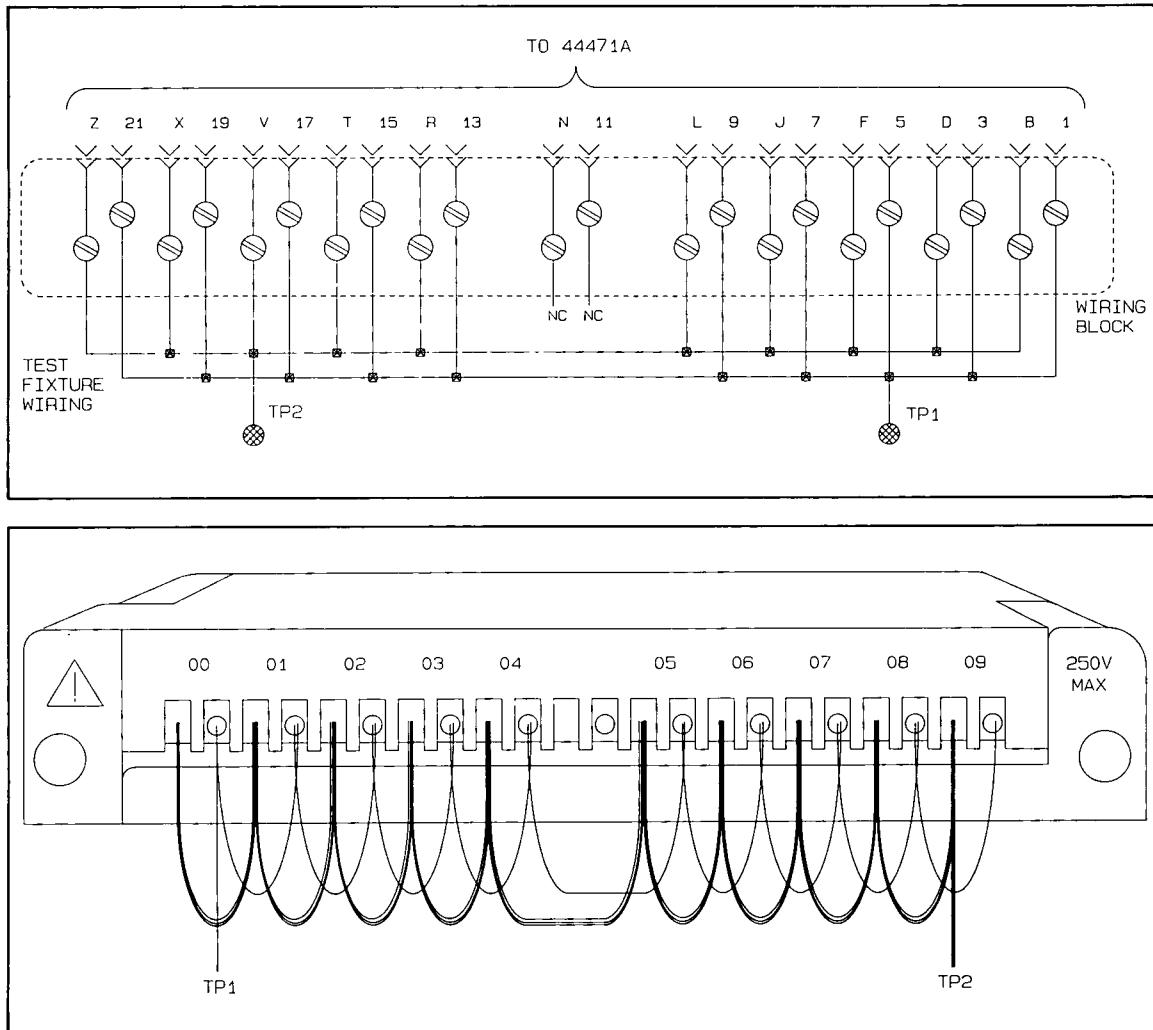 TO 44471A
Z 21 X 19 V 17 T 15 R 13 N 11 L 9 J 7 F 5 D 3 B 1
NC NC
WIRING
BLOCK
TEST
FIXTURE
WIRING
TP2
TP1
00 01 02 03 04 05 06 07 08 09
250V
MAX
TP1
TP2